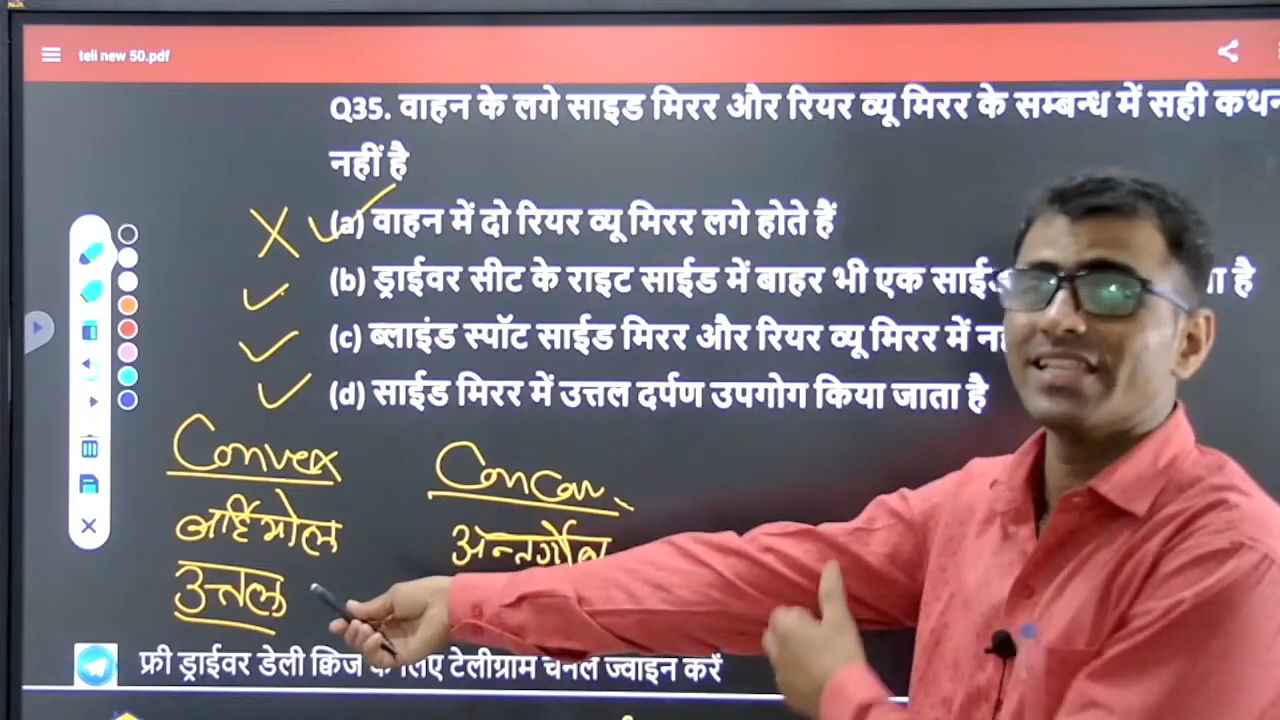 teli new 50.pdf
Q35. वाहन के लगे साइड मिरर और रियर व्यू मिरर के सम्बन्ध में सही कथन
नहीं है
(a) वाहन में दो रियर व्यू मिरर लगे होते हैं
(b) ड्राईवर सीट के राइट साईड में बाहर भी एक है
(c) ब्लाइंड स्पॉट साईड मिरर और रियर व्यू मिरर में
(d) साईड मिरर में उत्तल दर्पण उपगोग किया जाता है
Convex
उत्तल
फ्री ड्राईवर डेली क्विज के लिए टेलीग्राम चैनल ज्वाइन करें